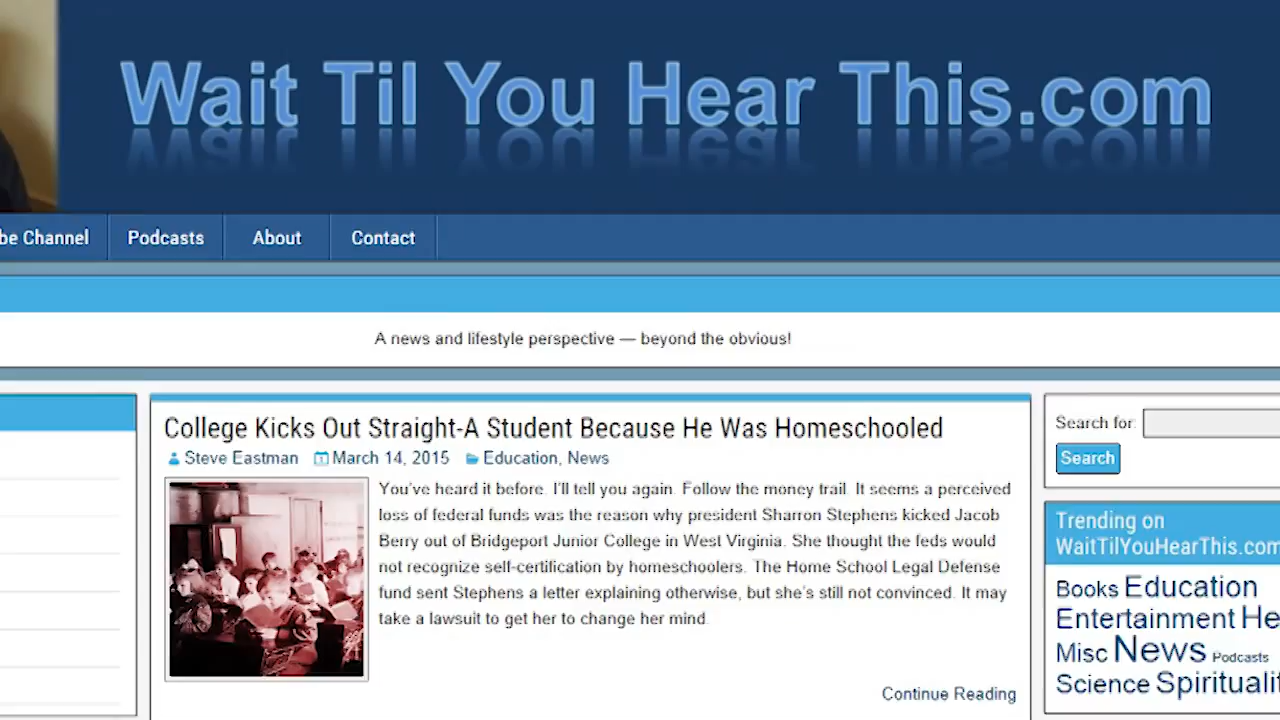 Wait Til You Hear This.com
be Channel Podcasts About Contact
A news and lifestyle perspective — beyond the obvious!
College Kicks Out Straight-A Student Because He Was Homeschooled
Steve Eastman March 14, 2015 Education, News
You've heard it before. I'll tell you again. Follow the money trail. It seems a perceived
loss of federal funds was the reason why president Sharron Stephens kicked Jacob
Berry out of Bridgeport Junior College in West Virginia. She thought the feds would
not recognize self-certification by homeschoolers. The Home School Legal Defense
fund sent Stephens a letter explaining otherwise, but she's still not convinced. It may
take a lawsuit to get her to change her mind.
Continue Reading
Search for:
Search
Trending on
WaitTilYouHearThis.com
Books Education
Entertainment He
Misc News Podcasts
Science Spirituali